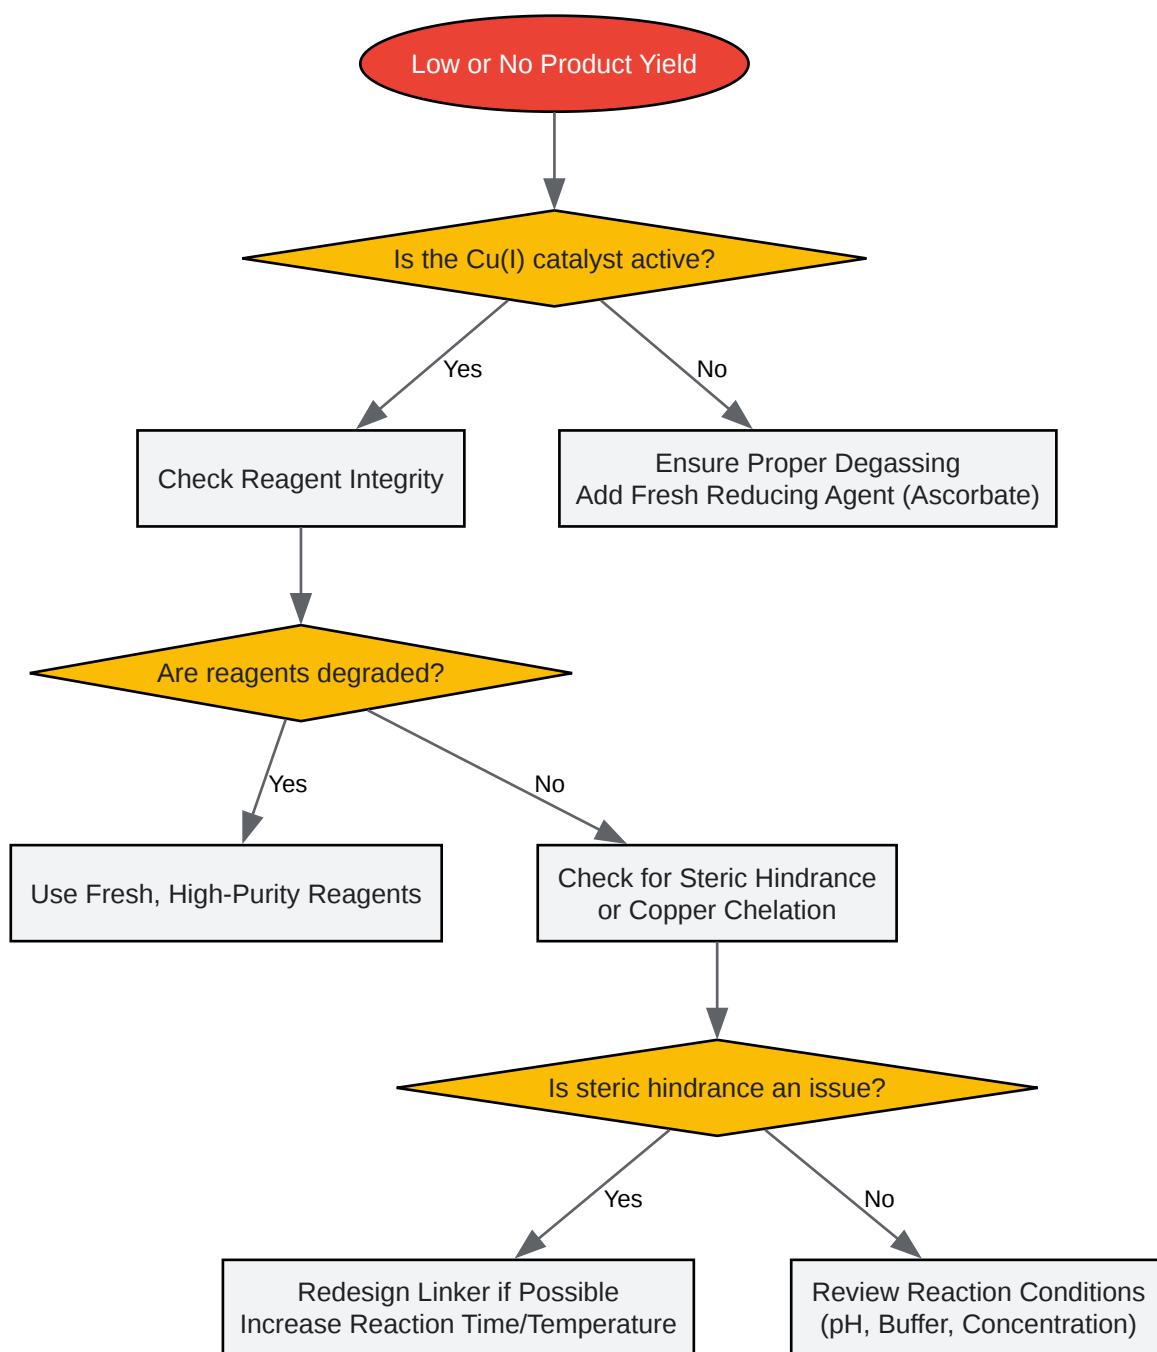 Low or No Product Yield
Is the Cu(I) catalyst active?
Yes
No
Check Reagent Integrity
Ensure Proper Degassing
Add Fresh Reducing Agent (Ascorbate)
Are reagents degraded?
Yes
No
Use Fresh, High-Purity Reagents
Check for Steric Hindrance
or Copper Chelation
Is steric hindrance an issue?
Yes
No
Redesign Linker if Possible
Increase Reaction Time/Temperature
Review Reaction Conditions
(pH, Buffer, Concentration)